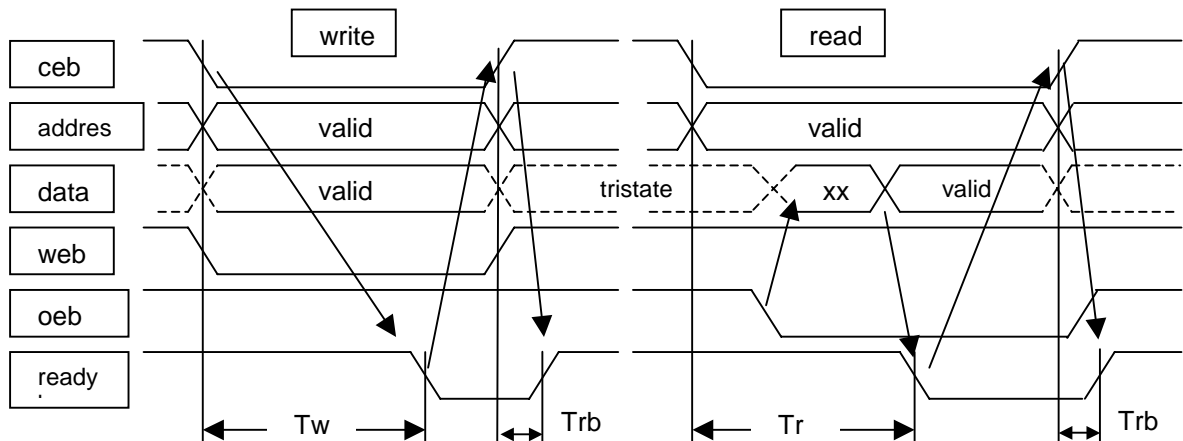 write
read
ceb
addres
valid
valid
data
valid
tristate
xx
valid
web
oeb
ready
Tw
Trb
Tr
Trb